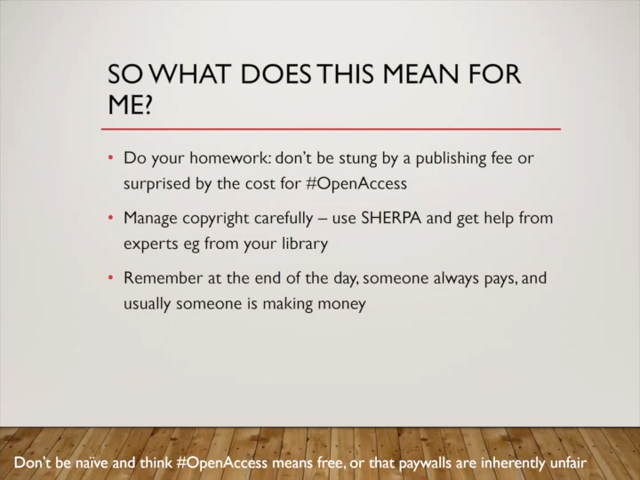 SO WHAT DOES THIS MEAN FOR
ME?
• Do your homework: don't be stung by a publishing fee or
surprised by the cost for #OpenAccess
• Manage copyright carefully – use SHERPA and get help from
experts eg from your library
• Remember at the end of the day, someone always pays, and
usually someone is making money
Don't be naïve and think #OpenAccess means free, or that paywalls are inherently unfair